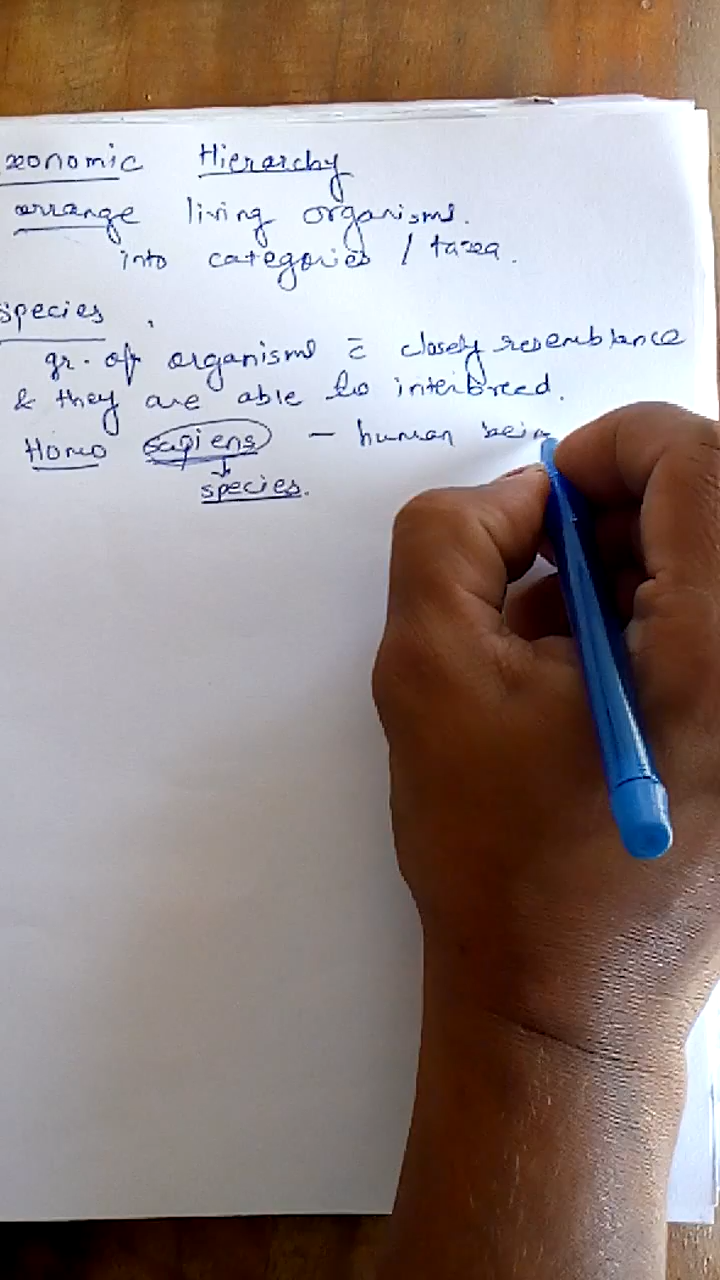 xonomic Hierarchy
arrange living organisms.
into categories / taxa.
species.
gr. of organisms c̄ closely resemblance
& they are able to interbreed.
Homo sapiens - human bein
↓
species.